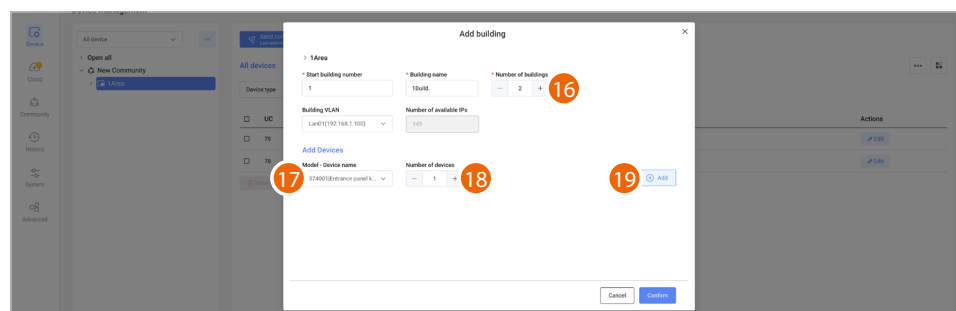 Device management
Add building
All device
Device
Open all
New Community
1Area
Cloud
Community
History
System
Advanced
All devices
Device type
UC
79
78
Actions
Edit
Edit
1Area
* Start building number
* Building name
* Number of buildings
1
1Build.
2
16
Building VLAN
Number of available IPs
Lan01(192.168.1.100)
Add Devices
Model - Device name
Number of devices
17
374001|Entrance panel k..
1
18
19
Add
Cancel
Confirm